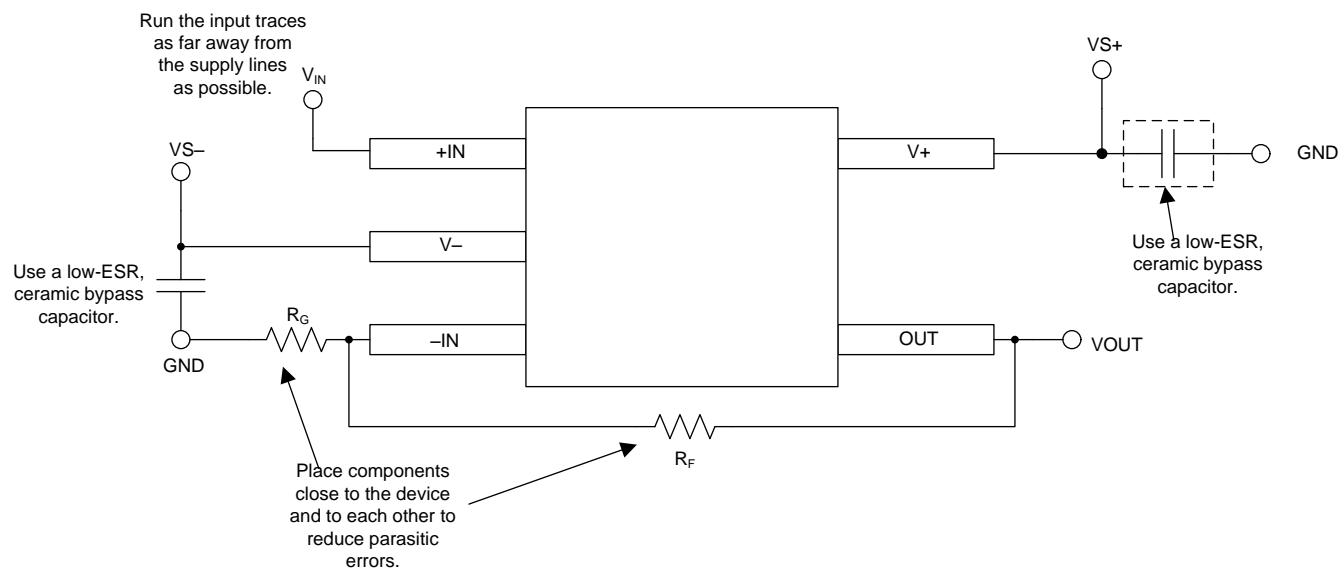 Run the input traces
as far away from
the supply lines
as possible.
VIN
VS+
+IN
V+
GND
VS–
V–
Use a low-ESR,
ceramic bypass
capacitor.
Use a low-ESR,
ceramic bypass
capacitor.
RG
–IN
OUT
VOUT
GND
RF
Place components
close to the device
and to each other to
reduce parasitic
errors.